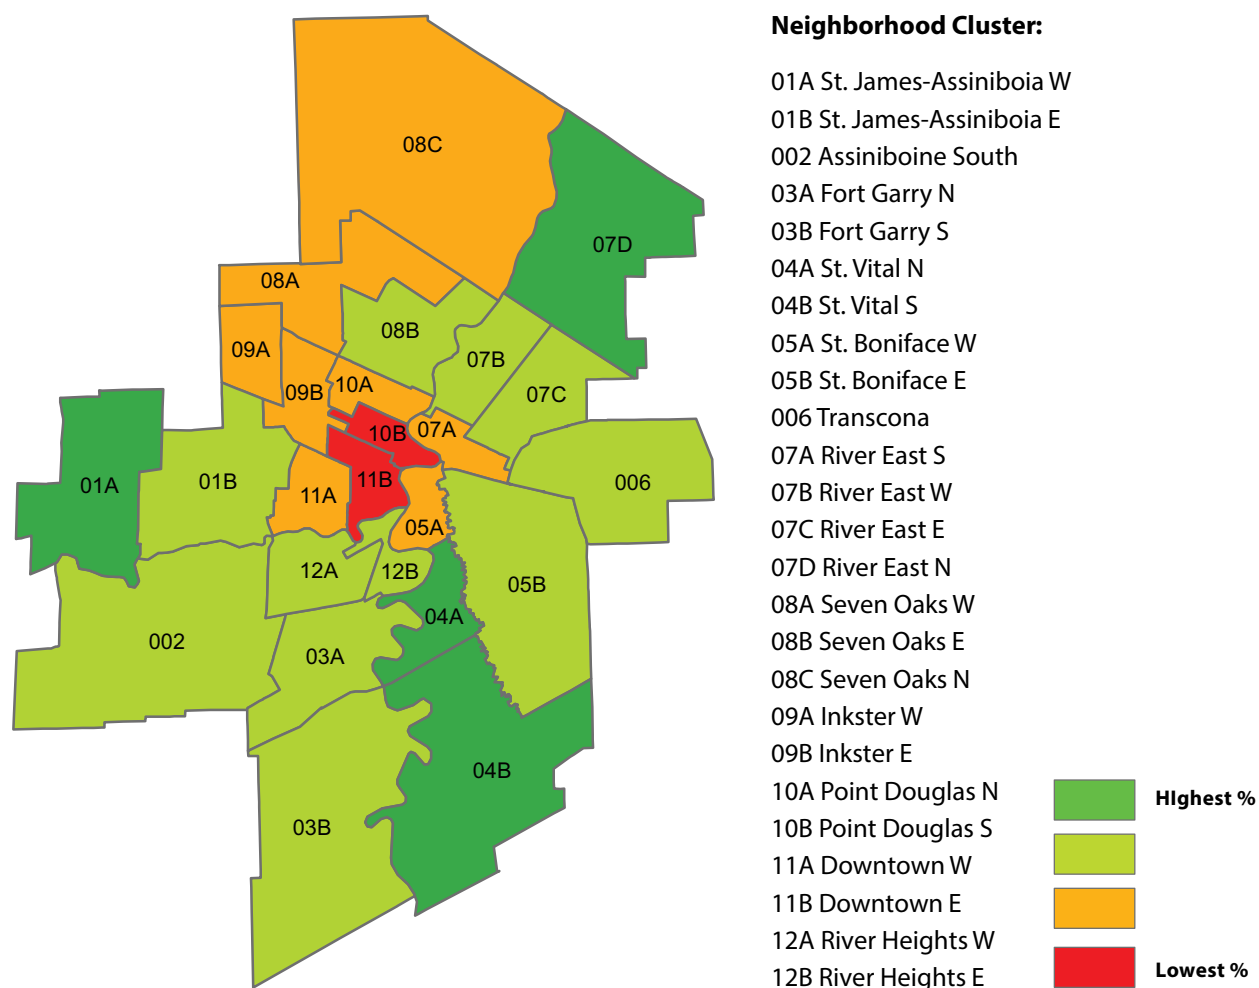 Neighborhood Cluster:
01A St. James-Assiniboia W
01B St. James-Assiniboia E
002 Assiniboine South
03A Fort Garry N
03B Fort Garry S
04A St. Vital N
04B St. Vital S
05A St. Boniface W
05B St. Boniface E
006 Transcona
07A River East S
07B River East W
07C River East E
07D River East N
08A Seven Oaks W
08B Seven Oaks E
08C Seven Oaks N
09A Inkster W
09B Inkster E
10A Point Douglas N
10B Point Douglas S
11A Downtown W
11B Downtown E
12A River Heights W
12B River Heights E
HIghest %
Lowest %
08C
07D
08A
08B
09A
07B
09B
10A
07C
07A
10B
01A
01B
11B
11A
006
05A
12A
12B
05B
04A
002
03A
04B
03B